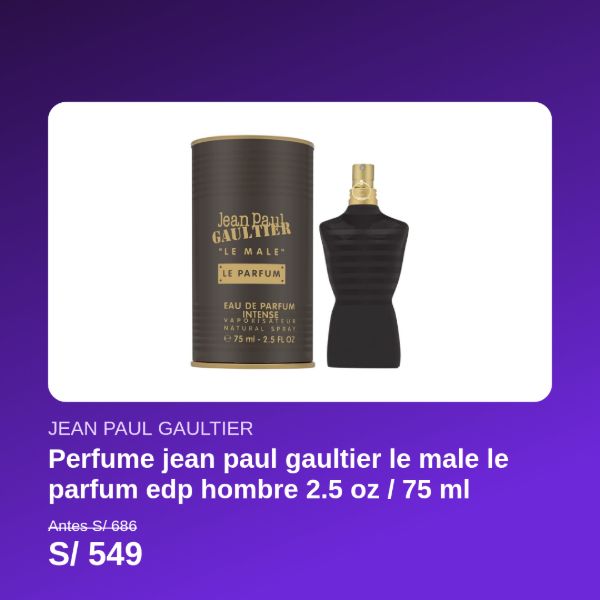 Jean Paul
GAULTIER
"LE MALE"
LE PARFUM
EAU DE PARFUM
INTENSE
VAPORISATEUR
NATURAL SPRAY
℮ 75 ml - 2.5 FL OZ
JEAN PAUL GAULTIER
Perfume jean paul gaultier le male le
parfum edp hombre 2.5 oz / 75 ml
Antes S/ 686
S/ 549